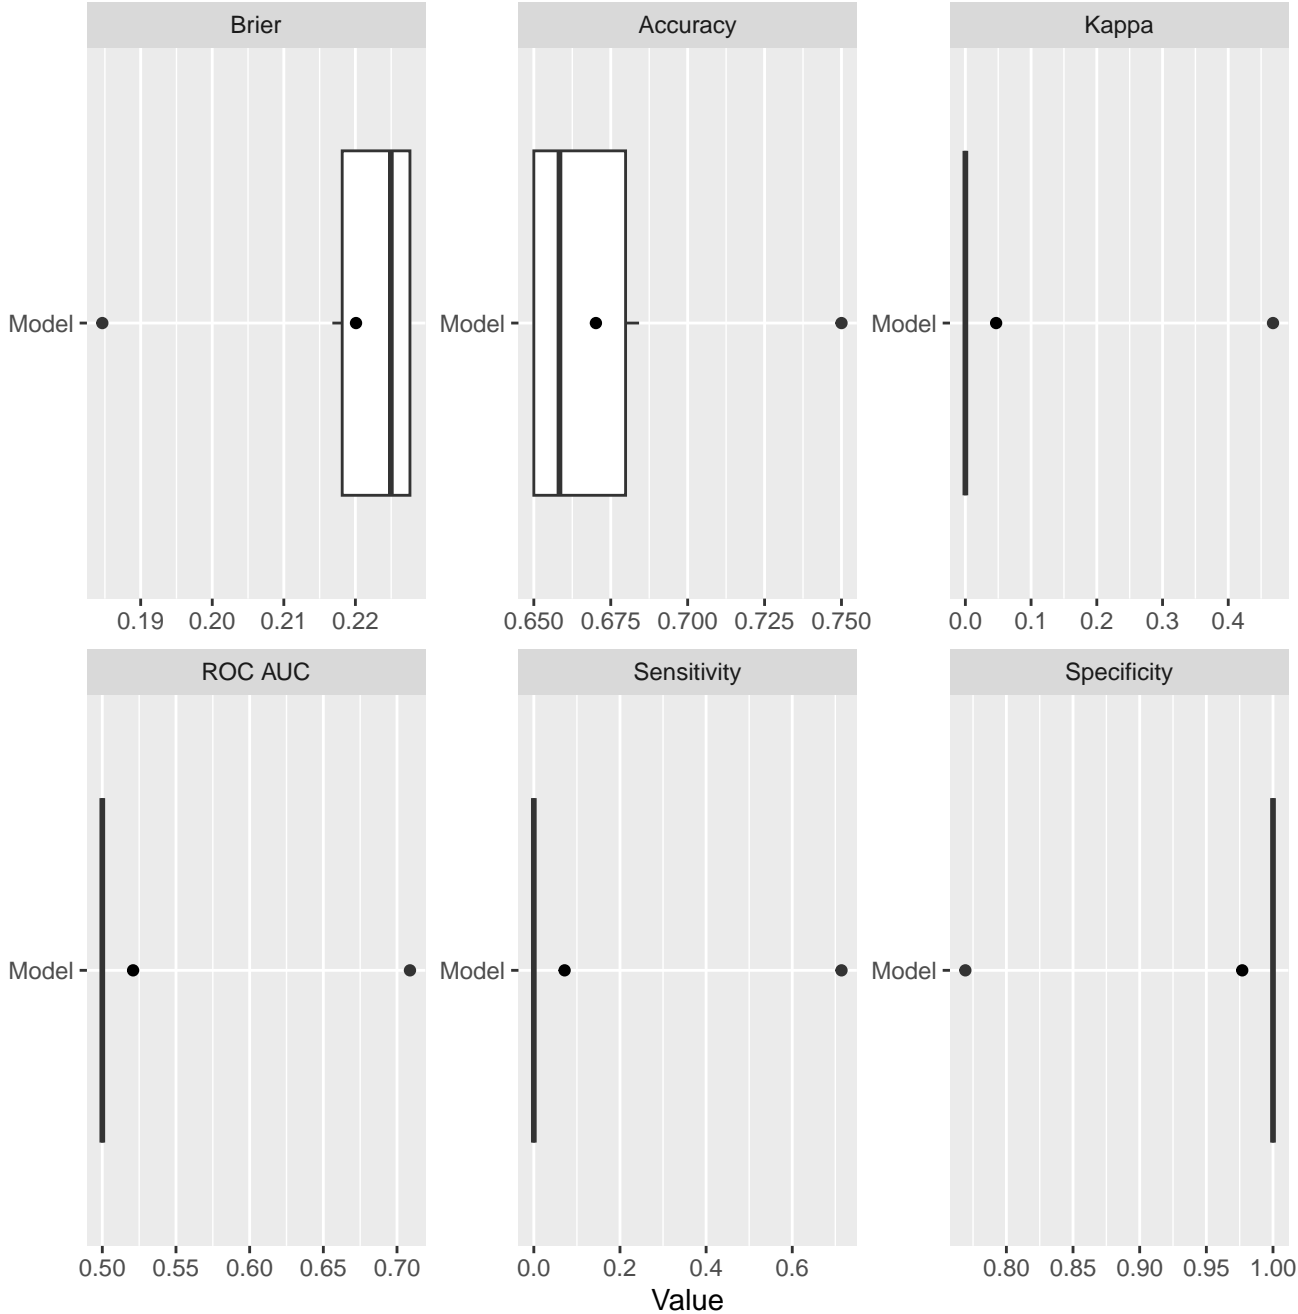 Brier Accuracy Kappa
Model Model Model
0.19 0.20 0.21 0.22 0.650 0.675 0.700 0.725 0.750 0.0 0.1 0.2 0.3 0.4
ROC AUC Sensitivity Specificity
Model Model Model
0.50 0.55 0.60 0.65 0.70 0.0 0.2 0.4 0.6 0.80 0.85 0.90 0.95 1.00
Value